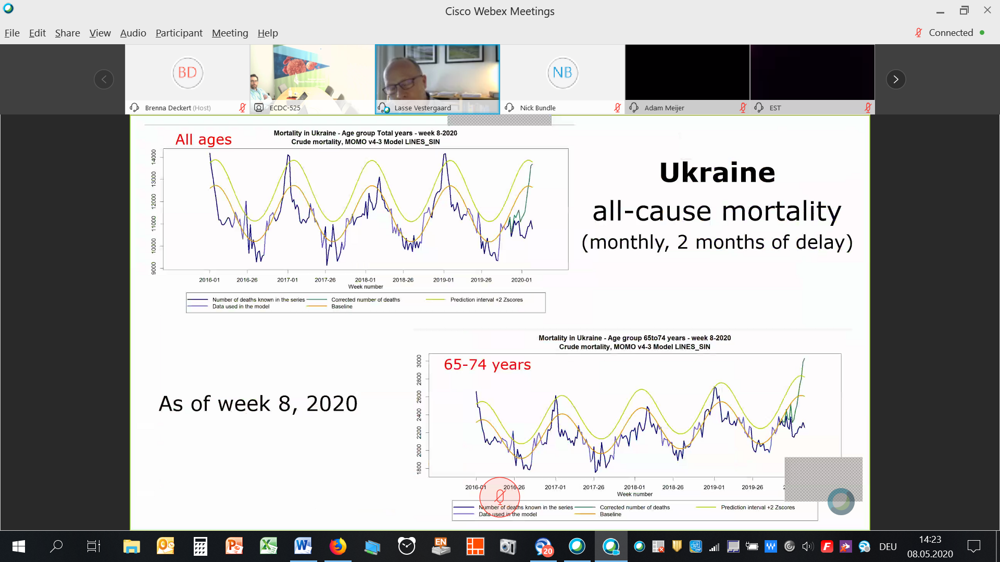 Cisco Webex Meetings
File Edit Share View Audio Participant Meeting Help
Connected
BD
NB
Brenna Deckert (Host)
ECDC-525
Lasse Vestergaard
Nick Bundle
Adam Meijer
EST
Mortality in Ukraine - Age group Total years - week 8-2020
Crude mortality, MOMO v4-3 Model LINES_SIN
All ages
14000
13000
12000
11000
10000
9000
2016-01 2016-26 2017-01 2017-26 2018-01 2018-26 2019-01 2019-26 2020-01
Week number
Number of deaths known in the series Corrected number of deaths Prediction interval +2 Zscores
Data used in the model Baseline
Ukraine
all-cause mortality
(monthly, 2 months of delay)
As of week 8, 2020
Mortality in Ukraine - Age group 65to74 years - week 8-2020
Crude mortality, MOMO v4-3 Model LINES_SIN
65-74 years
3000
2800
2600
2400
2200
2000
1800
2016-01 2016-26 2017-01 2017-26 2018-01 2018-26 2019-01 2019-26
Week number
Number of deaths known in the series Corrected number of deaths Prediction interval +2 Zscores
Data used in the model Baseline
EN
20
DEU
14:23
08.05.2020